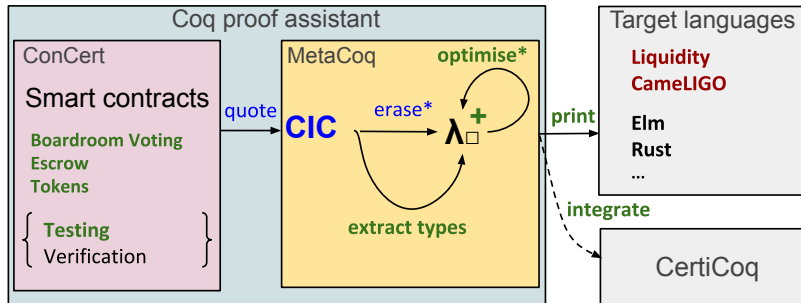 Coq proof assistant
ConCert
Smart contracts
Boardroom Voting
Escrow
Tokens
Testing
Verification
quote
MetaCoq
optimise*
CIC
erase*
λ□+
extract types
print
integrate
Target languages
Liquidity
CameLIGO
Elm
Rust
...
CertiCoq